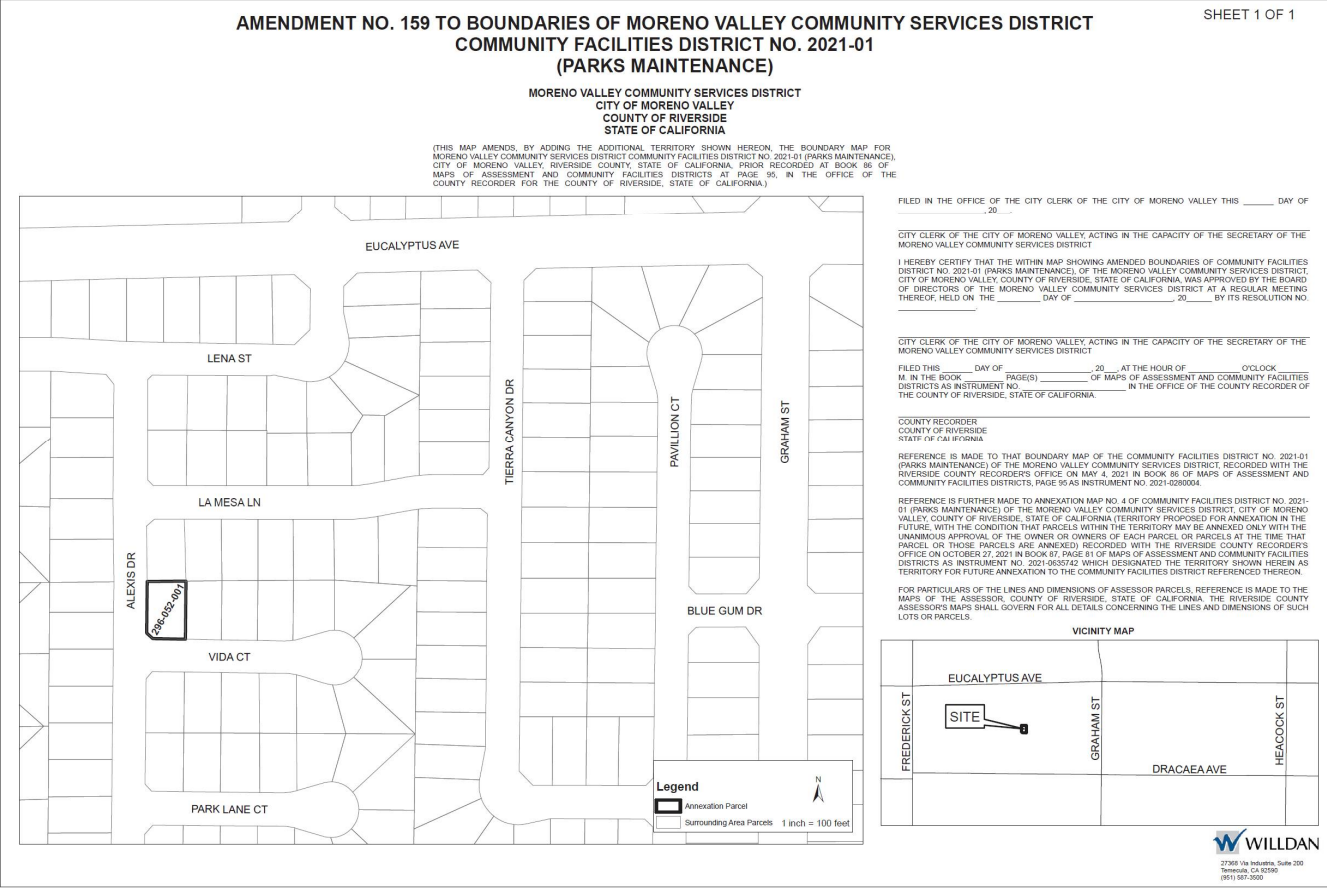 SHEET 1 OF 1
AMENDMENT NO. 159 TO BOUNDARIES OF MORENO VALLEY COMMUNITY SERVICES DISTRICT
COMMUNITY FACILITIES DISTRICT NO. 2021-01
(PARKS MAINTENANCE)
MORENO VALLEY COMMUNITY SERVICES DISTRICT
CITY OF MORENO VALLEY
COUNTY OF RIVERSIDE
STATE OF CALIFORNIA
(THIS MAP AMENDS, BY ADDING THE ADDITIONAL TERRITORY SHOWN HEREON, THE BOUNDARY MAP FOR
MORENO VALLEY COMMUNITY SERVICES DISTRICT COMMUNITY FACILITIES DISTRICT NO. 2021-01 (PARKS MAINTENANCE),
CITY OF MORENO VALLEY, RIVERSIDE COUNTY, STATE OF CALIFORNIA, PRIOR RECORDED AT BOOK 86 OF
MAPS OF ASSESSMENT AND COMMUNITY FACILITIES DISTRICTS AT PAGE 95, IN THE OFFICE OF THE
COUNTY RECORDER FOR THE COUNTY OF RIVERSIDE, STATE OF CALIFORNIA.)
EUCALYPTUS AVE
LENA ST
TIERRA CANYON DR
PAVILLION CT
GRAHAM ST
LA MESA LN
ALEXIS DR
296-052-001
BLUE GUM DR
VIDA CT
PARK LANE CT
Legend
N
Annexation Parcel
Surrounding Area Parcels 1 inch = 100 feet
FILED IN THE OFFICE OF THE CITY CLERK OF THE CITY OF MORENO VALLEY THIS ______ DAY OF
____________________, 20___.
CITY CLERK OF THE CITY OF MORENO VALLEY, ACTING IN THE CAPACITY OF THE SECRETARY OF THE
MORENO VALLEY COMMUNITY SERVICES DISTRICT
I HEREBY CERTIFY THAT THE WITHIN MAP SHOWING AMENDED BOUNDARIES OF COMMUNITY FACILITIES
DISTRICT NO. 2021-01 (PARKS MAINTENANCE), OF THE MORENO VALLEY COMMUNITY SERVICES DISTRICT,
CITY OF MORENO VALLEY, COUNTY OF RIVERSIDE, STATE OF CALIFORNIA, WAS APPROVED BY THE BOARD
OF DIRECTORS OF THE MORENO VALLEY COMMUNITY SERVICES DISTRICT AT A REGULAR MEETING
THEREOF, HELD ON THE _________ DAY OF ____________________, 20_____ BY ITS RESOLUTION NO.
________________.
CITY CLERK OF THE CITY OF MORENO VALLEY, ACTING IN THE CAPACITY OF THE SECRETARY OF THE
MORENO VALLEY COMMUNITY SERVICES DISTRICT
FILED THIS ______ DAY OF __________________, 20___, AT THE HOUR OF ________ O'CLOCK ______
M. IN THE BOOK ________ PAGE(S) __________ OF MAPS OF ASSESSMENT AND COMMUNITY FACILITIES
DISTRICTS AS INSTRUMENT NO. _____________________ IN THE OFFICE OF THE COUNTY RECORDER OF
THE COUNTY OF RIVERSIDE, STATE OF CALIFORNIA.
COUNTY RECORDER
COUNTY OF RIVERSIDE
STATE OF CALIFORNIA
REFERENCE IS MADE TO THAT BOUNDARY MAP OF THE COMMUNITY FACILITIES DISTRICT NO. 2021-01
(PARKS MAINTENANCE) OF THE MORENO VALLEY COMMUNITY SERVICES DISTRICT, RECORDED WITH THE
RIVERSIDE COUNTY RECORDER'S OFFICE ON MAY 4, 2021 IN BOOK 86 OF MAPS OF ASSESSMENT AND
COMMUNITY FACILITIES DISTRICTS, PAGE 95 AS INSTRUMENT NO. 2021-0280004.
REFERENCE IS FURTHER MADE TO ANNEXATION MAP NO. 4 OF COMMUNITY FACILITIES DISTRICT NO. 2021-
01 (PARKS MAINTENANCE) OF THE MORENO VALLEY COMMUNITY SERVICES DISTRICT, CITY OF MORENO
VALLEY, COUNTY OF RIVERSIDE, STATE OF CALIFORNIA (TERRITORY PROPOSED FOR ANNEXATION IN THE
FUTURE, WITH THE CONDITION THAT PARCELS WITHIN THE TERRITORY MAY BE ANNEXED ONLY WITH THE
UNANIMOUS APPROVAL OF THE OWNER OR OWNERS OF EACH PARCEL OR PARCELS AT THE TIME THAT
PARCEL OR THOSE PARCELS ARE ANNEXED) RECORDED WITH THE RIVERSIDE COUNTY RECORDER'S
OFFICE ON OCTOBER 27, 2021 IN BOOK 87, PAGE 81 OF MAPS OF ASSESSMENT AND COMMUNITY FACILITIES
DISTRICTS AS INSTRUMENT NO. 2021-0635742 WHICH DESIGNATED THE TERRITORY SHOWN HEREIN AS
TERRITORY FOR FUTURE ANNEXATION TO THE COMMUNITY FACILITIES DISTRICT REFERENCED THEREON.
FOR PARTICULARS OF THE LINES AND DIMENSIONS OF ASSESSOR PARCELS, REFERENCE IS MADE TO THE
MAPS OF THE ASSESSOR, COUNTY OF RIVERSIDE, STATE OF CALIFORNIA. THE RIVERSIDE COUNTY
ASSESSOR'S MAPS SHALL GOVERN FOR ALL DETAILS CONCERNING THE LINES AND DIMENSIONS OF SUCH
LOTS OR PARCELS.
VICINITY MAP
EUCALYPTUS AVE
SITE
FREDERICK ST
GRAHAM ST
HEACOCK ST
DRACAEA AVE
WILLDAN
27368 Via Industria, Suite 200
Temecula, CA 92590
(951) 587-3500